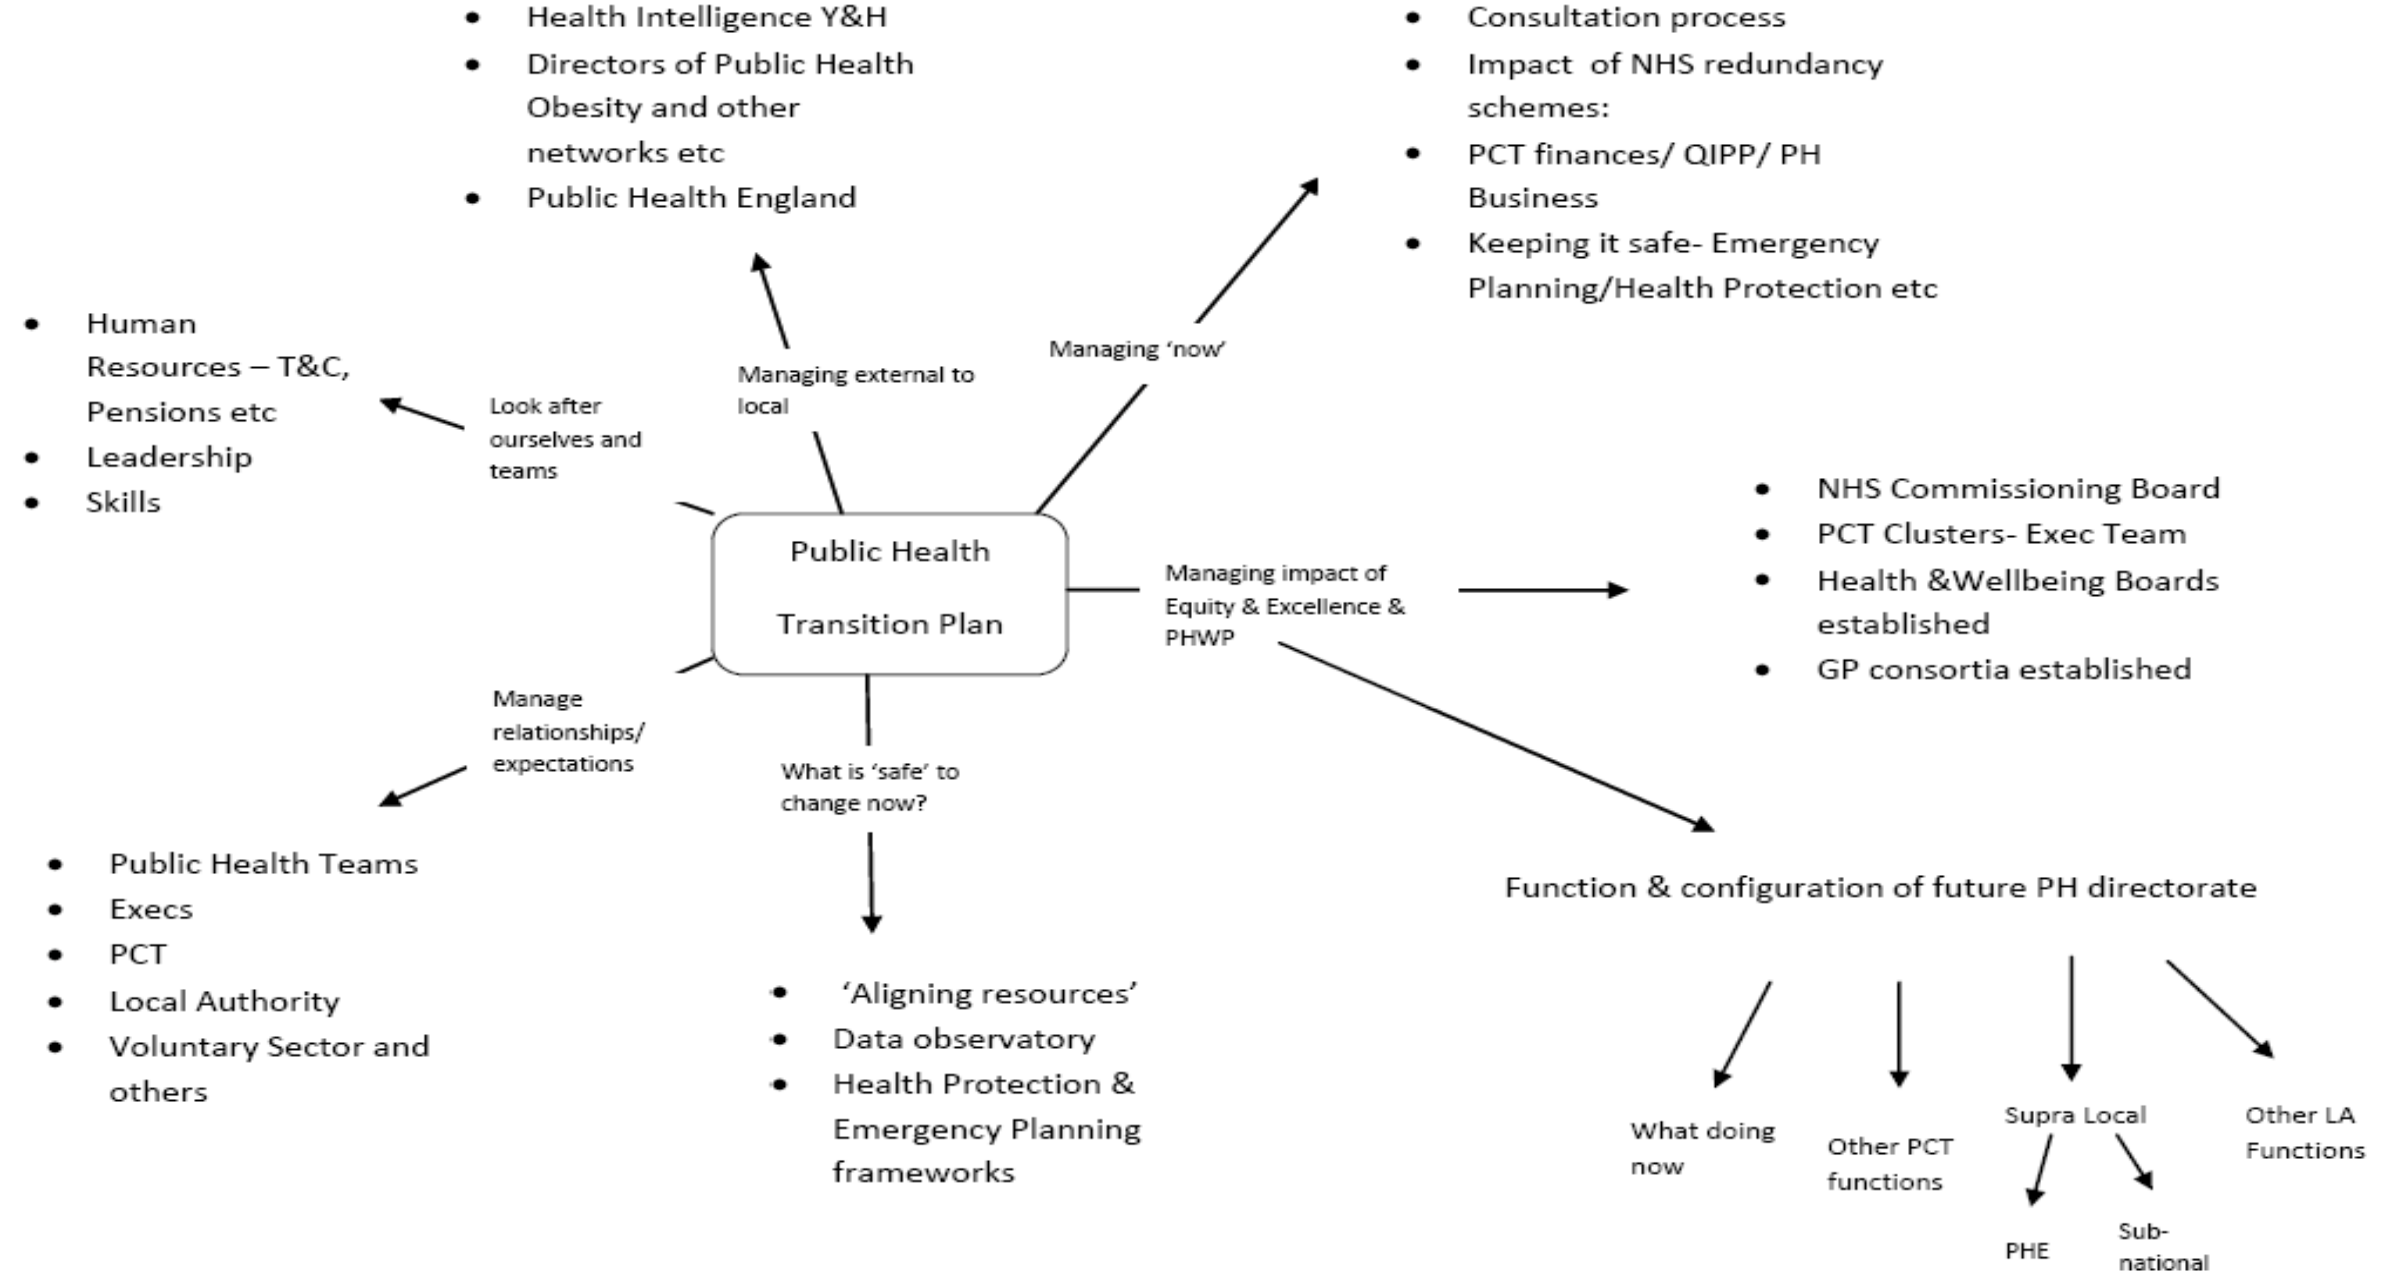 • Health Intelligence Y&H
• Directors of Public Health
Obesity and other
networks etc
• Public Health England
• Consultation process
• Impact of NHS redundancy
schemes:
• PCT finances/ QIPP/ PH
Business
• Keeping it safe- Emergency
Planning/Health Protection etc
• Human
Resources – T&C,
Pensions etc
• Leadership
• Skills
Look after
ourselves and
teams
Managing external to
local
Managing ‘now’
Public Health
Transition Plan
Managing impact of
Equity & Excellence &
PHWP
• NHS Commissioning Board
• PCT Clusters- Exec Team
• Health &Wellbeing Boards
established
• GP consortia established
Manage
relationships/
expectations
What is ‘safe’ to
change now?
• Public Health Teams
• Execs
• PCT
• Local Authority
• Voluntary Sector and
others
• ‘Aligning resources’
• Data observatory
• Health Protection &
Emergency Planning
frameworks
Function & configuration of future PH directorate
What doing
now
Other PCT
functions
Supra Local
Other LA
Functions
PHE
Sub-
national